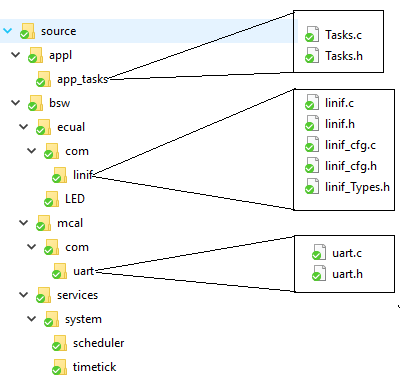 source
appl
app_tasks
bsw
ecual
com
linif
LED
mcal
com
uart
services
system
scheduler
timetick
Tasks.c
Tasks.h
linif.c
linif.h
linif_cfg.c
linif_cfg.h
linif_Types.h
uart.c
uart.h